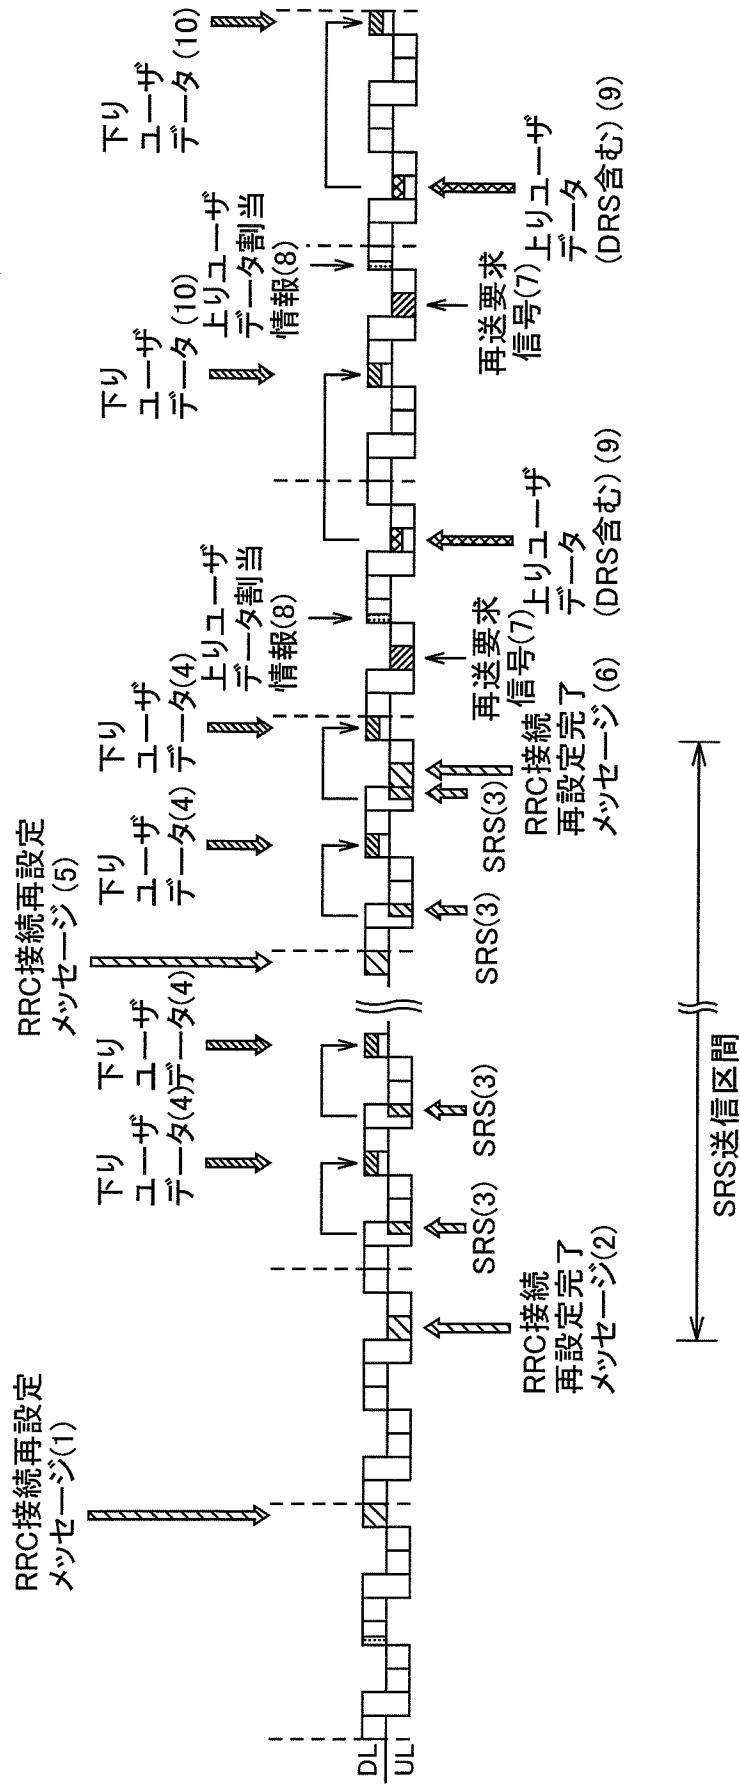 RRC接続再設定
メッセージ(1)
RRC接続再設定
メッセージ(5)
下り
ユーザ
データ(4)
下り
ユーザ
データ(4)
下り
ユーザ
データ(4)
下り
ユーザ
データ(4)
上りユーザ
データ割当
情報(8)
下り
ユーザ
データ(10)
上りユーザ
データ割当
情報(8)
下り
ユーザ
データ(10)
DL
UL
RRC接続
再設定完了
メッセージ(2)
SRS(3)
SRS(3)
SRS(3)
SRS(3)
RRC接続
再設定完了
メッセージ(6)
再送要求
信号(7)
上りユーザ
データ
(DRS含む)(9)
再送要求
信号(7)
上りユーザ
データ
(DRS含む)(9)
SRS送信区間